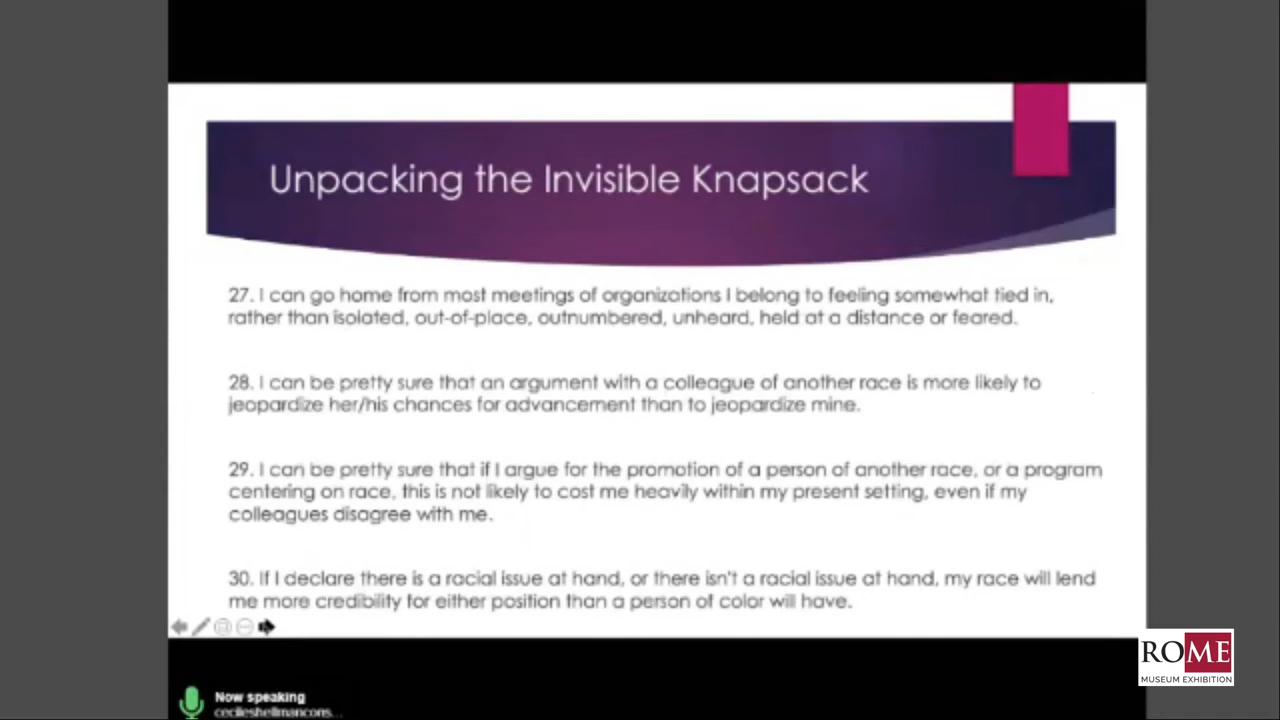 Unpacking the Invisible Knapsack
27. I can go home from most meetings of organizations I belong to feeling somewhat tied in,
rather than isolated, out-of-place, outnumbered, unheard, held at a distance or feared.
28. I can be pretty sure that an argument with a colleague of another race is more likely to
jeopardize her/his chances for advancement than to jeopardize mine.
29. I can be pretty sure that if I argue for the promotion of a person of another race, or a program
centering on race, this is not likely to cost me heavily within my present setting, even if my
colleagues disagree with me.
30. If I declare there is a racial issue at hand, or there isn't a racial issue at hand, my race will lend
me more credibility for either position than a person of color will have.
Now speaking
cecileshellmancons...
ROME
MUSEUM EXHIBITION